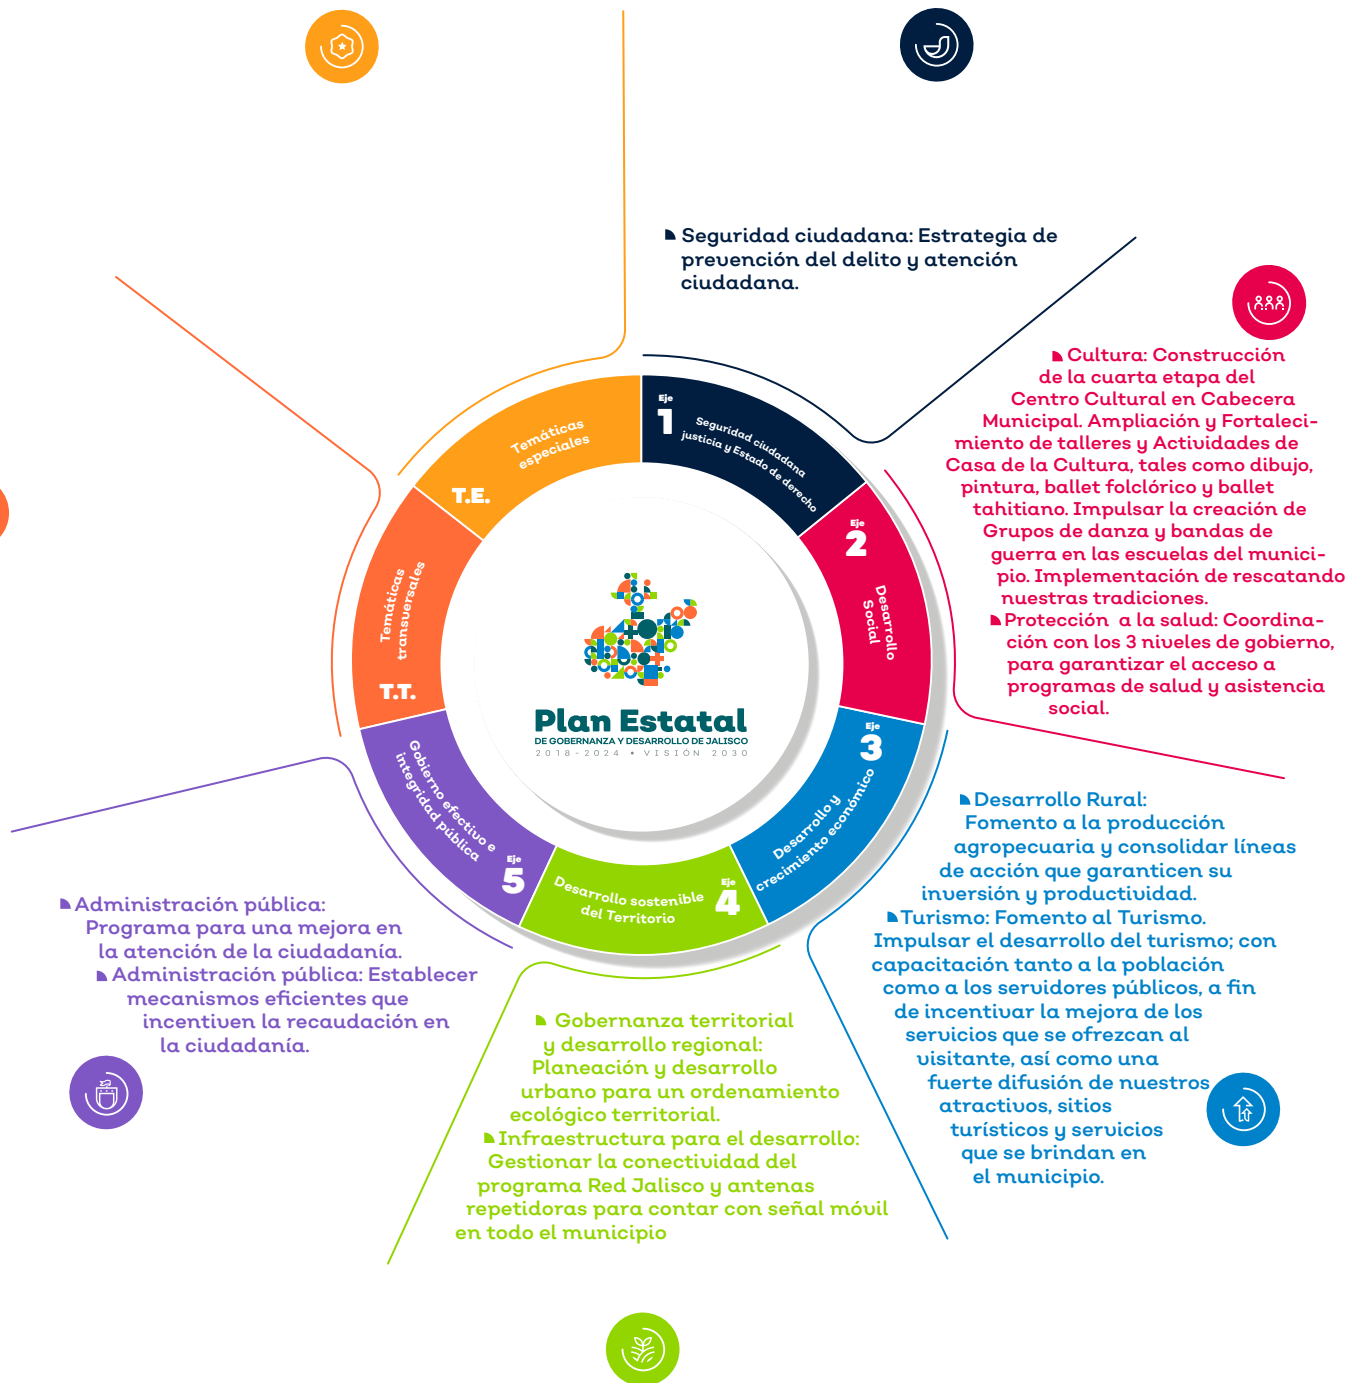 Seguridad ciudadana: Estrategia de
prevención del delito y atención
ciudadana.
Cultura: Construcción
de la cuarta etapa del
Centro Cultural en Cabecera
Municipal. Ampliación y Fortaleci-
miento de talleres y Actividades de
Casa de la Cultura, tales como dibujo,
pintura, ballet folclórico y ballet
tahitiano. Impulsar la creación de
Grupos de danza y bandas de
guerra en las escuelas del munici-
pio. Implementación de rescatando
nuestras tradiciones.
Protección a la salud: Coordina-
ción con los 3 niveles de gobierno,
para garantizar el acceso a
programas de salud y asistencia
social.
Eje
1
Seguridad ciudadana
justicia y Estado de derecho
Eje
2
Desarrollo
Social
Eje
3
Desarrollo y
crecimiento económico
Eje
4
Desarrollo sostenible
del Territorio
Eje
5
Gobierno efectivo e
integridad pública
Temáticas
transversales
T.T.
Temáticas
especiales
T.E.
Plan Estatal
DE GOBERNANZA Y DESARROLLO DE JALISCO
2018-2024 • VISIÓN 2030
Desarrollo Rural:
Fomento a la producción
agropecuaria y consolidar líneas
de acción que garanticen su
inversión y productividad.
Turismo: Fomento al Turismo.
Impulsar el desarrollo del turismo; con
capacitación tanto a la población
como a los servidores públicos, a fin
de incentivar la mejora de los
servicios que se ofrezcan al
visitante, así como una
fuerte difusión de nuestros
atractivos, sitios
turísticos y servicios
que se brindan en
el municipio.
Administración pública:
Programa para una mejora en
la atención de la ciudadanía.
Administración pública: Establecer
mecanismos eficientes que
incentiven la recaudación en
la ciudadanía.
Gobernanza territorial
y desarrollo regional:
Planeación y desarrollo
urbano para un ordenamiento
ecológico territorial.
Infraestructura para el desarrollo:
Gestionar la conectividad del
programa Red Jalisco y antenas
repetidoras para contar con señal móvil
en todo el municipio